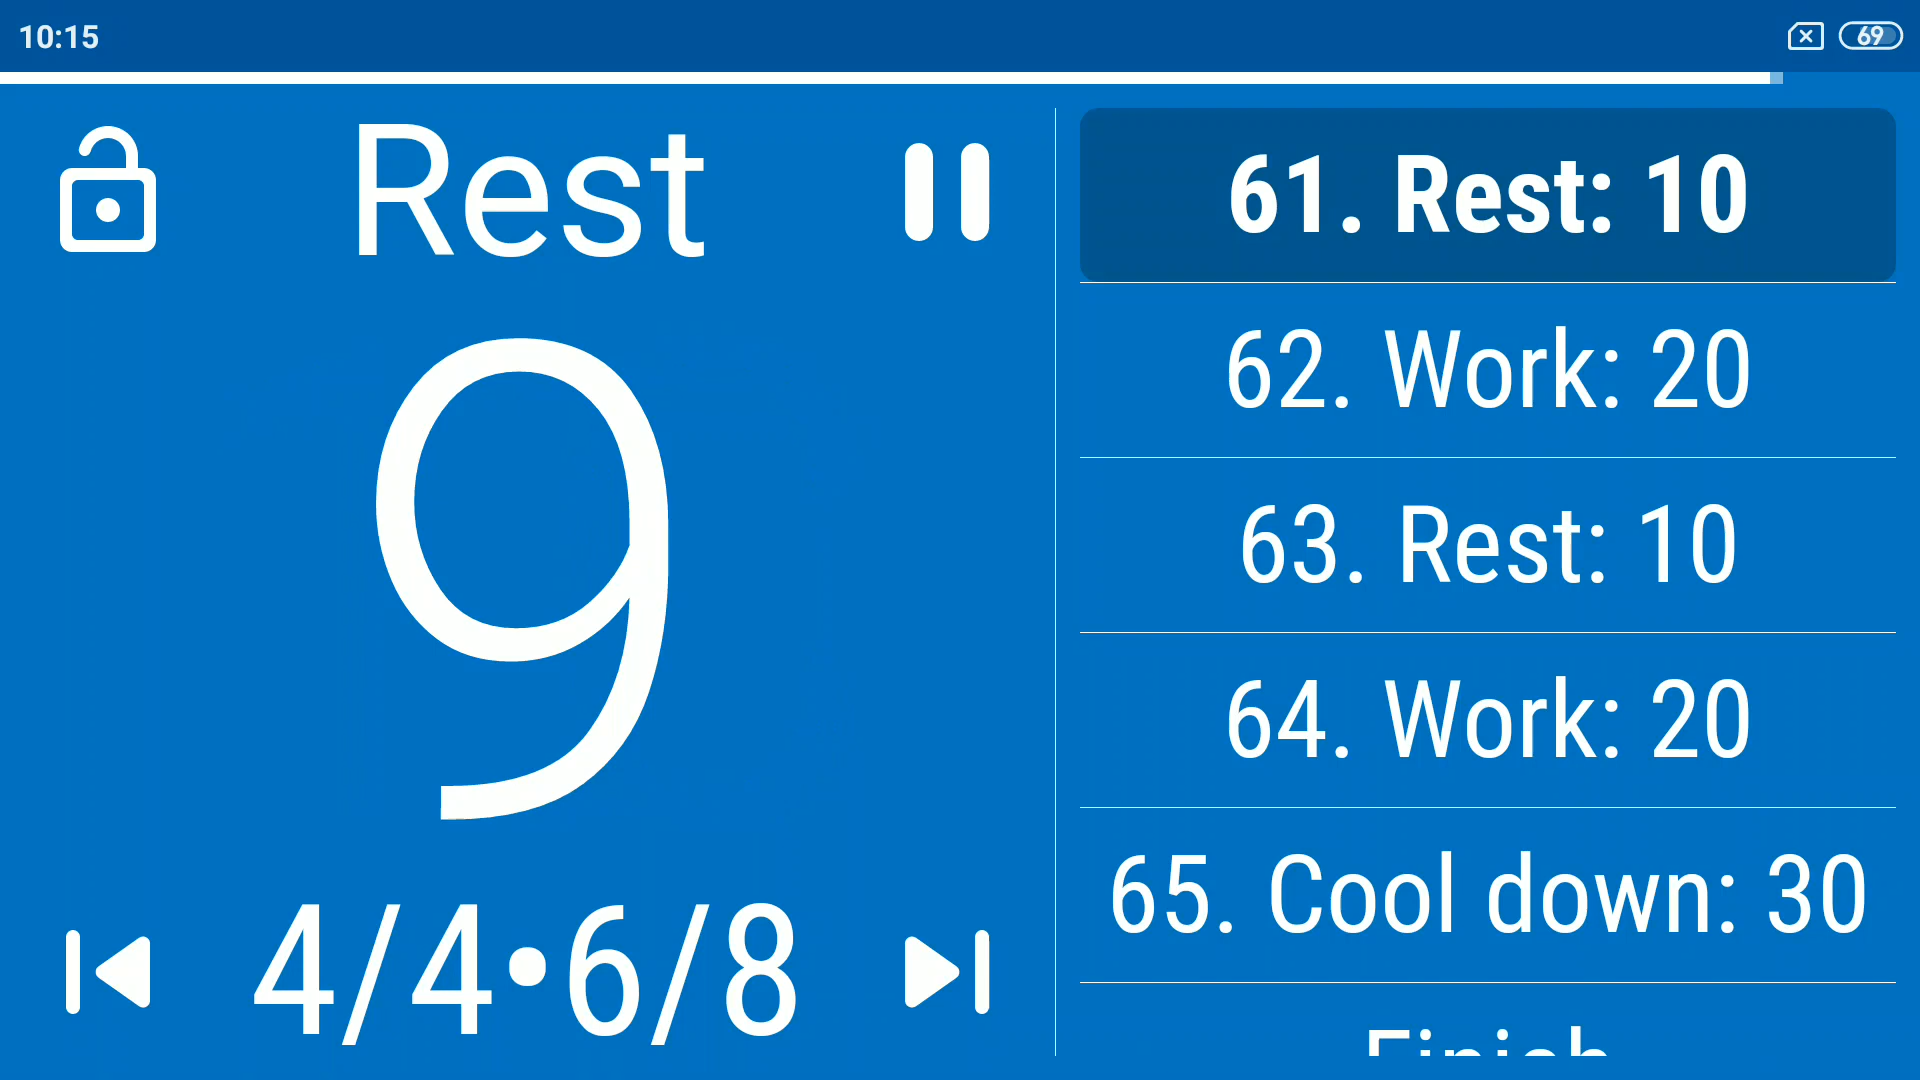 10:15
69
Rest
9
4/4•6/8
61. Rest: 10
62. Work: 20
63. Rest: 10
64. Work: 20
65. Cool down: 30
Finish